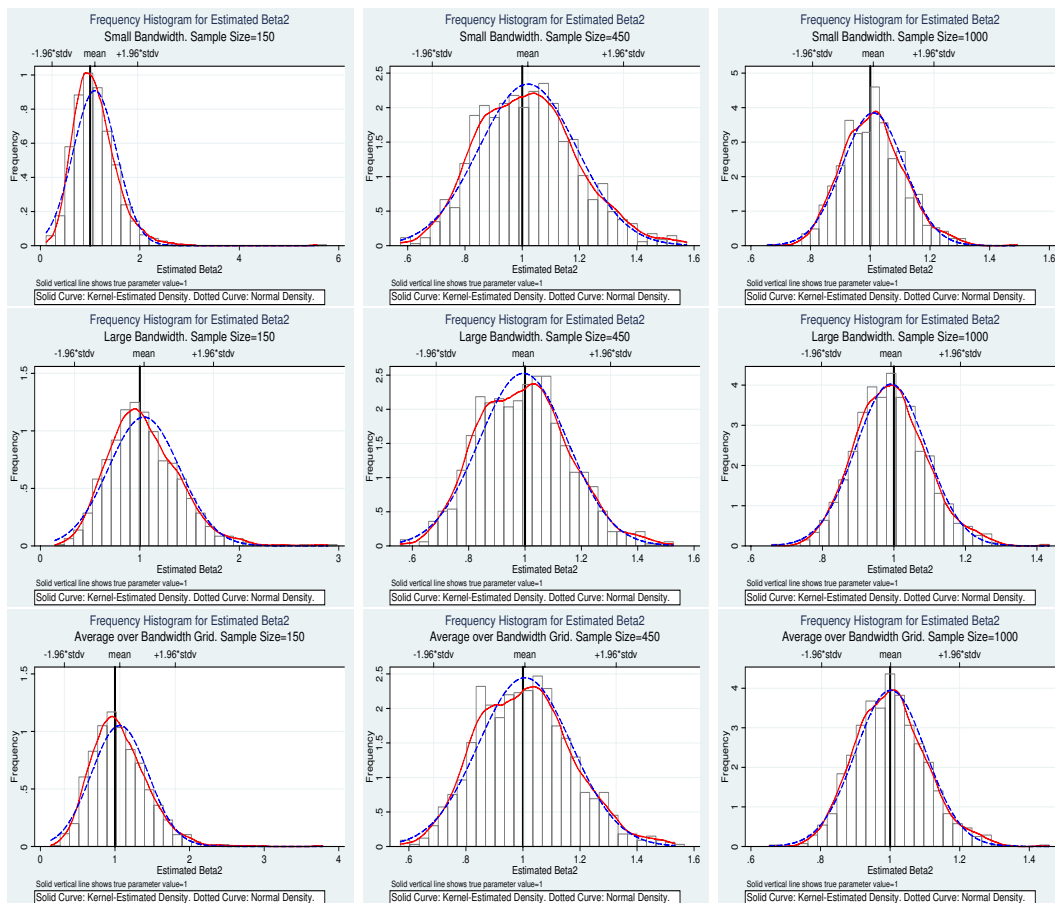 Frequency Histogram for Estimated Beta2
Small Bandwidth. Sample Size=150
-1.96*stdv mean +1.96*stdv
Frequency
0 .2 .4 .6 .8 1
0 2 4 6
Estimated Beta2
Solid vertical line shows true parameter value=1
Solid Curve: Kernel-Estimated Density. Dotted Curve: Normal Density.
Frequency Histogram for Estimated Beta2
Small Bandwidth. Sample Size=450
-1.96*stdv mean +1.96*stdv
Frequency
0 .5 1 1.5 2 2.5
.6 .8 1 1.2 1.4 1.6
Estimated Beta2
Solid vertical line shows true parameter value=1
Solid Curve: Kernel-Estimated Density. Dotted Curve: Normal Density.
Frequency Histogram for Estimated Beta2
Small Bandwidth. Sample Size=1000
-1.96*stdv mean +1.96*stdv
Frequency
0 1 2 3 4 5
.6 .8 1 1.2 1.4 1.6
Estimated Beta2
Solid vertical line shows true parameter value=1
Solid Curve: Kernel-Estimated Density. Dotted Curve: Normal Density.
Frequency Histogram for Estimated Beta2
Large Bandwidth. Sample Size=150
-1.96*stdv mean +1.96*stdv
Frequency
0 .5 1 1.5
0 1 2 3
Estimated Beta2
Solid vertical line shows true parameter value=1
Solid Curve: Kernel-Estimated Density. Dotted Curve: Normal Density.
Frequency Histogram for Estimated Beta2
Large Bandwidth. Sample Size=450
-1.96*stdv mean +1.96*stdv
Frequency
0 .5 1 1.5 2 2.5
.6 .8 1 1.2 1.4 1.6
Estimated Beta2
Solid vertical line shows true parameter value=1
Solid Curve: Kernel-Estimated Density. Dotted Curve: Normal Density.
Frequency Histogram for Estimated Beta2
Large Bandwidth. Sample Size=1000
-1.96*stdv mean +1.96*stdv
Frequency
0 1 2 3 4
.6 .8 1 1.2 1.4
Estimated Beta2
Solid vertical line shows true parameter value=1
Solid Curve: Kernel-Estimated Density. Dotted Curve: Normal Density.
Frequency Histogram for Estimated Beta2
Average over Bandwidth Grid. Sample Size=150
-1.96*stdv mean +1.96*stdv
Frequency
0 .5 1 1.5
0 1 2 3 4
Estimated Beta2
Solid vertical line shows true parameter value=1
Solid Curve: Kernel-Estimated Density. Dotted Curve: Normal Density.
Frequency Histogram for Estimated Beta2
Average over Bandwidth Grid. Sample Size=450
-1.96*stdv mean +1.96*stdv
Frequency
0 .5 1 1.5 2 2.5
.6 .8 1 1.2 1.4 1.6
Estimated Beta2
Solid vertical line shows true parameter value=1
Solid Curve: Kernel-Estimated Density. Dotted Curve: Normal Density.
Frequency Histogram for Estimated Beta2
Average over Bandwidth Grid. Sample Size=1000
-1.96*stdv mean +1.96*stdv
Frequency
0 1 2 3 4
.6 .8 1 1.2 1.4
Estimated Beta2
Solid vertical line shows true parameter value=1
Solid Curve: Kernel-Estimated Density. Dotted Curve: Normal Density.